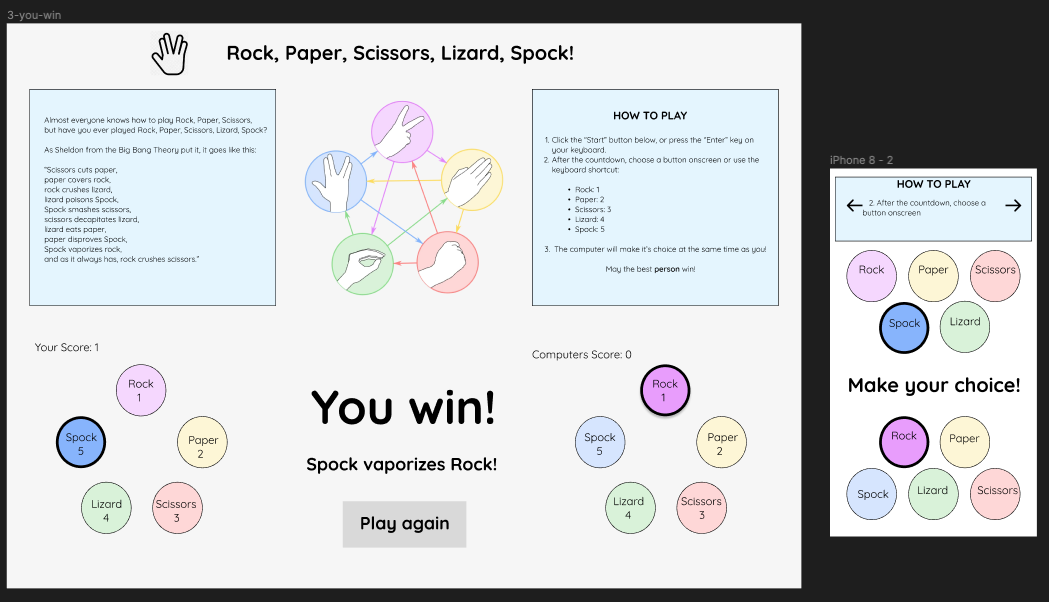 3-you-win
Rock, Paper, Scissors, Lizard, Spock!
Almost everyone knows how to play Rock, Paper, Scissors,
but have you ever played Rock, Paper, Scissors, Lizard, Spock?
As Sheldon from the Big Bang Theory put it, it goes like this:
"Scissors cuts paper,
paper covers rock,
rock crushes lizard,
lizard poisons Spock,
Spock smashes scissors,
scissors decapitates lizard,
lizard eats paper,
paper disproves Spock,
Spock vaporizes rock,
and as it always has, rock crushes scissors."
HOW TO PLAY
1. Click the "Start" button below, or press the "Enter" key on
your keyboard.
2. After the countdown, choose a button onscreen or use the
keyboard shortcut:
• Rock: 1
• Paper: 2
• Scissors: 3
• Lizard: 4
• Spock: 5
3. The computer will make it's choice at the same time as you!
May the best person win!
Your Score: 1
Rock
1
Spock
5
Paper
2
Lizard
4
Scissors
3
You win!
Spock vaporizes Rock!
Play again
Computers Score: 0
Rock
1
Spock
5
Paper
2
Lizard
4
Scissors
3
iPhone 8 - 2
HOW TO PLAY
2. After the countdown, choose a
button onscreen
Rock
Paper
Scissors
Spock
Lizard
Make your choice!
Rock
Paper
Spock
Lizard
Scissors